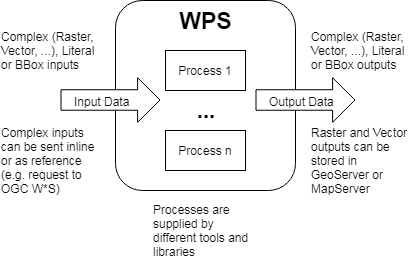 WPS
Complex (Raster,
Vector, ...), Literal
or BBox inputs
Input Data
Complex inputs
can be sent inline
or as reference
(e.g. request to
OGC W*S)
Process 1
...
Process n
Processes are
supplied by
different tools and
libraries
Complex (Raster,
Vector, ...), Literal
or BBox outputs
Output Data
Raster and Vector
outputs can be
stored in
GeoServer or
MapServer